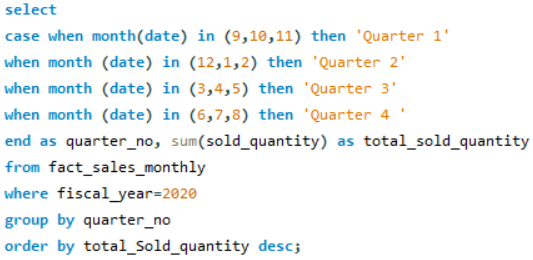 select
case when month(date) in (9,10,11) then 'Quarter 1'
when month (date) in (12,1,2) then 'Quarter 2'
when month (date) in (3,4,5) then 'Quarter 3'
when month (date) in (6,7,8) then 'Quarter 4 '
end as quarter_no, sum(sold_quantity) as total_sold_quantity
from fact_sales_monthly
where fiscal_year=2020
group by quarter_no
order by total_Sold_quantity desc;